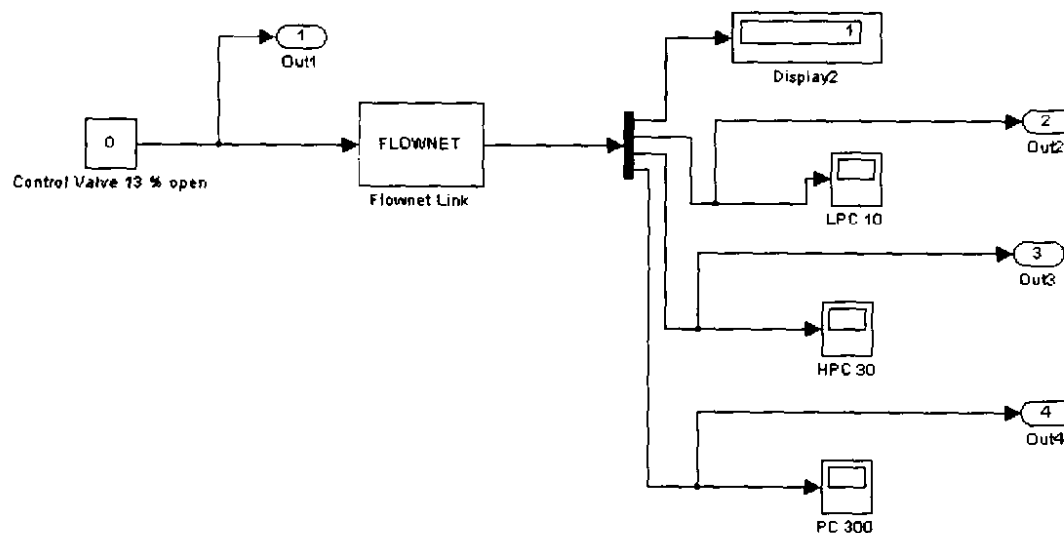 1
Out1
1
Display2
0
Control Valve 13 % open
FLOWNET
Flownet Link
2
Out2
LPC 10
3
Out3
HPC 30
4
Out4
PC 300